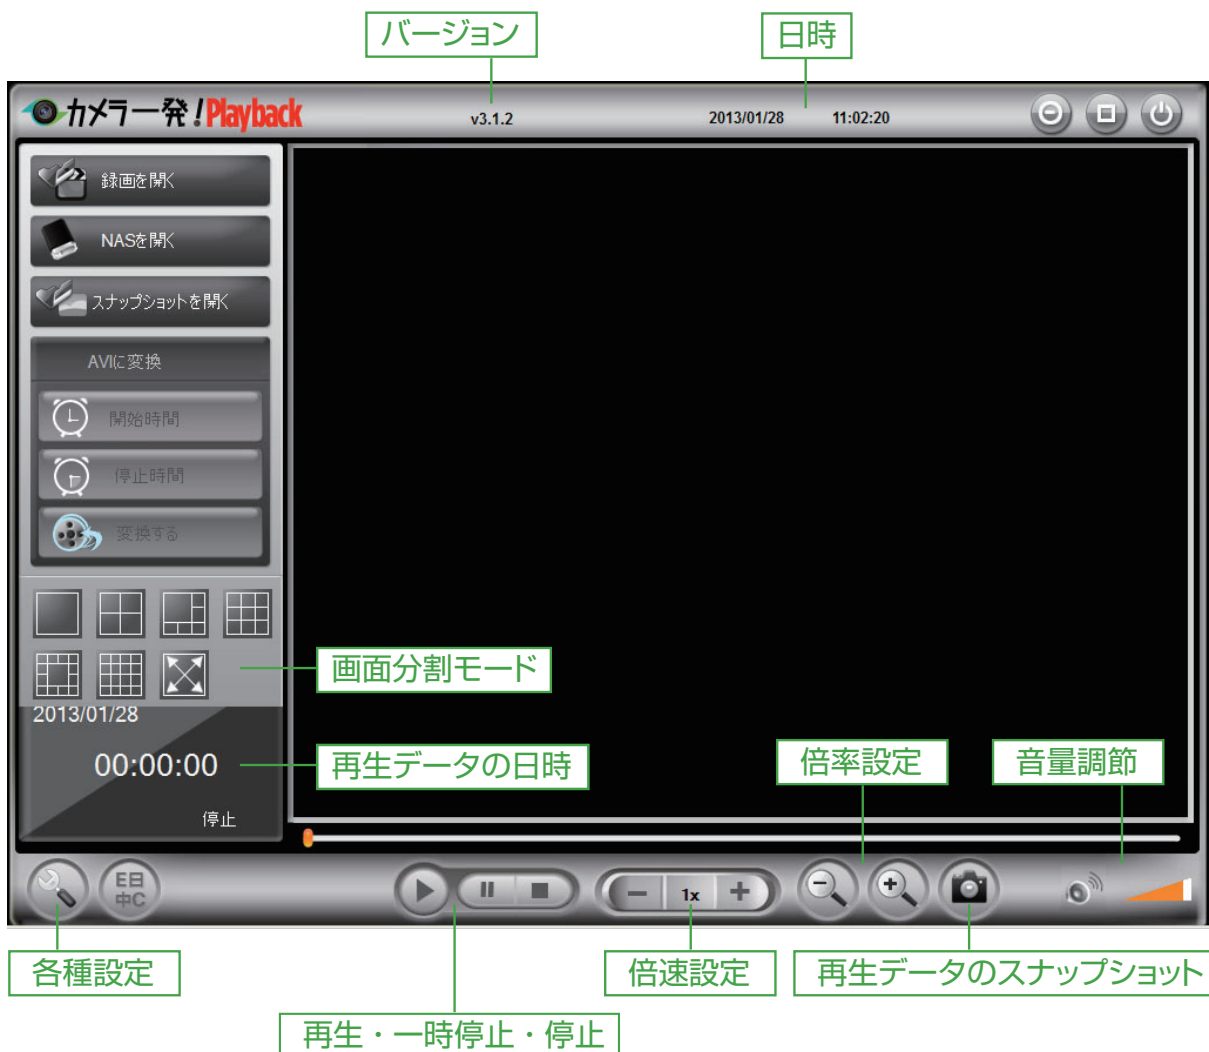 バージョン
日時
カメラ一発!Playback
v3.1.2
2013/01/28
11:02:20
録画を開く
NASを開く
スナップショットを開く
AVIに変換
開始時間
停止時間
変換する
画面分割モード
2013/01/28
00:00:00
再生データの日時
停止
倍率設定
音量調節
E日
中C
1x
各種設定
再生・一時停止・停止
倍速設定
再生データのスナップショット